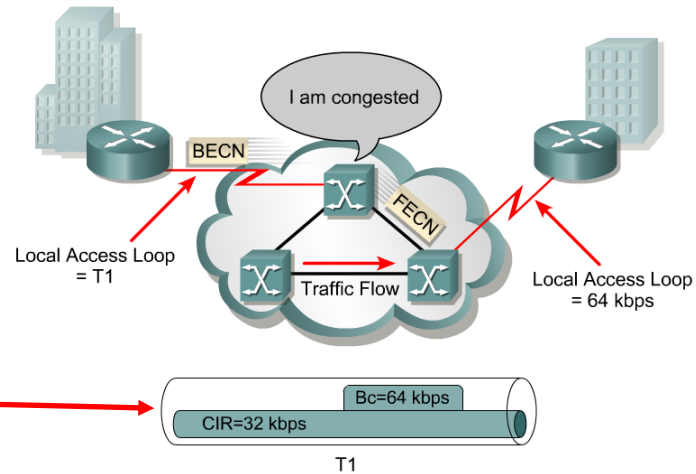 I am congested
BECN
FECN
Local Access Loop
= T1
Traffic Flow
Local Access Loop
= 64 kbps
Bc=64 kbps
CIR=32 kbps
T1